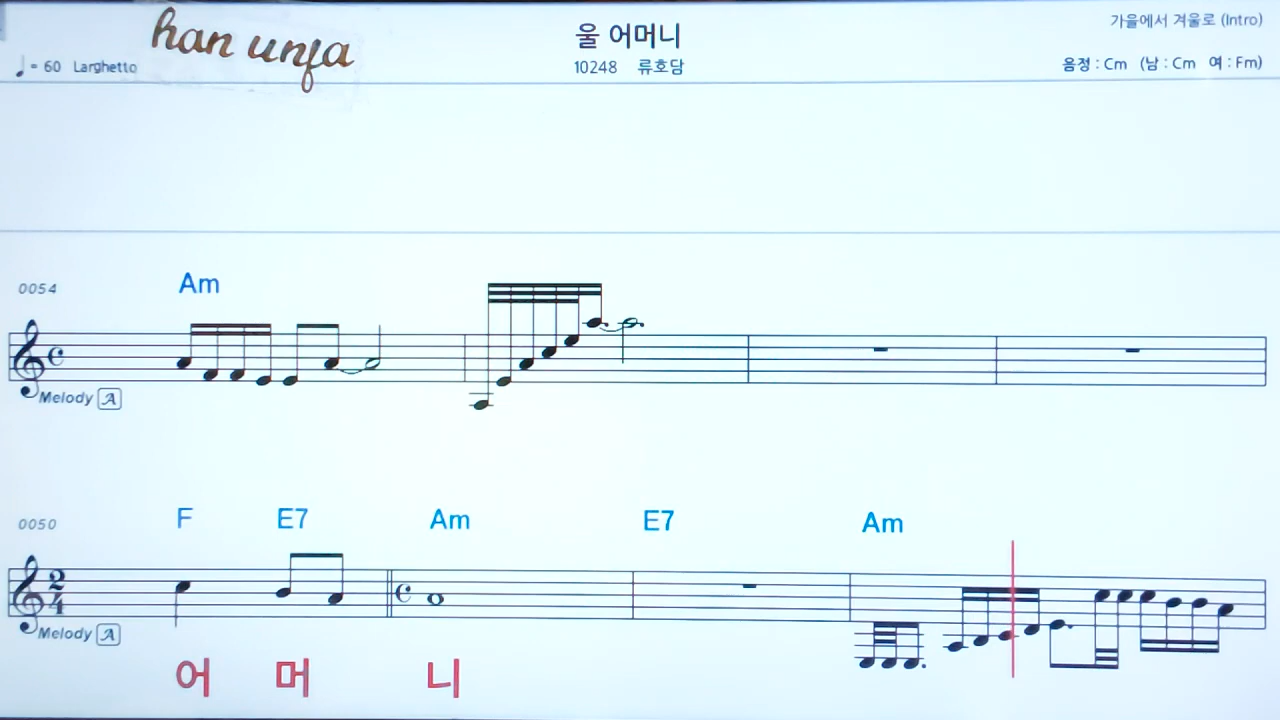 han unja
울 어머니
가을에서 겨울로 (Intro)
♩= 60 Larghetto
10248 류호담
음정 : Cm (남 : Cm 여 : Fm)
0054
Am
Melody A
0050
F E7 Am E7 Am
2
4
Melody A
어 머 니